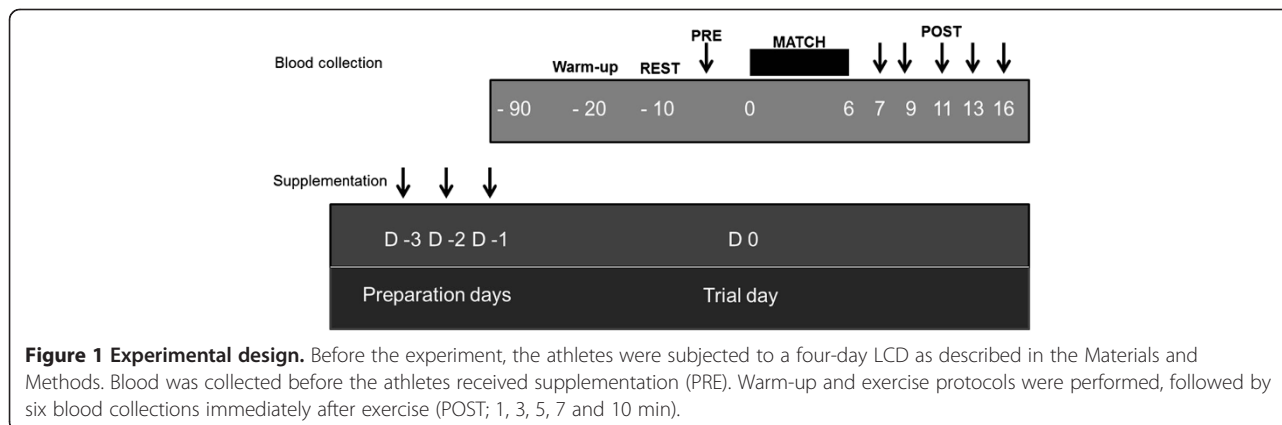 PRE
MATCH
POST
Blood collection
Warm-up
REST
- 90 - 20 - 10 0 6 7 9 11 13 16
Supplementation
D -3 D -2 D -1 D 0
Preparation days Trial day
Figure 1 Experimental design. Before the experiment, the athletes were subjected to a four-day LCD as described in the Materials and
Methods. Blood was collected before the athletes received supplementation (PRE). Warm-up and exercise protocols were performed, followed by
six blood collections immediately after exercise (POST; 1, 3, 5, 7 and 10 min).